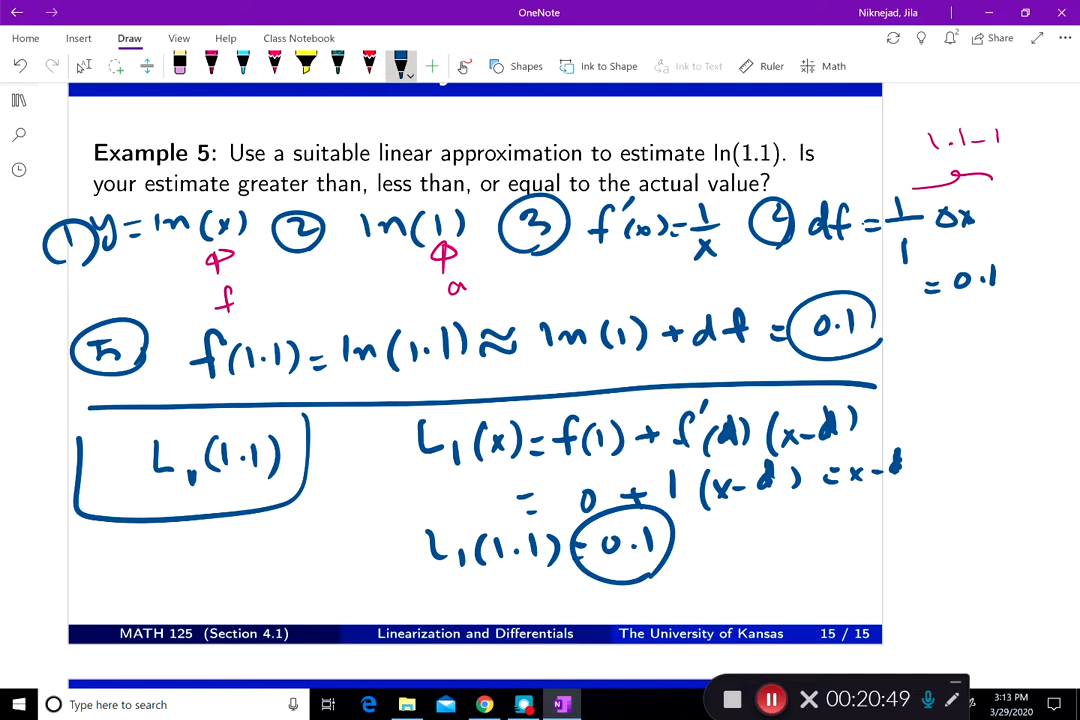 OneNote
Niknejad, Jila
Home Insert Draw View Help Class Notebook Share
Shapes Ink to Shape Ink to Text Ruler Math
Example 5: Use a suitable linear approximation to estimate ln(1.1). Is
your estimate greater than, less than, or equal to the actual value?
1.1-1
① y = ln(x) ② ln(1) ③ f'(x) = 1/x ④ df = 1/1 Δx
= 0.1
f a
⑤ f(1.1) = ln(1.1) ≈ ln(1) + df = 0.1
L₁(1.1) L₁(x) = f(1) + f'(1)(x-1)
= 0 + 1(x-1) = x-1
L₁(1.1) = 0.1
MATH 125 (Section 4.1) Linearization and Differentials The University of Kansas 15 / 15
Type here to search
00:20:49
3:13 PM
3/29/2020